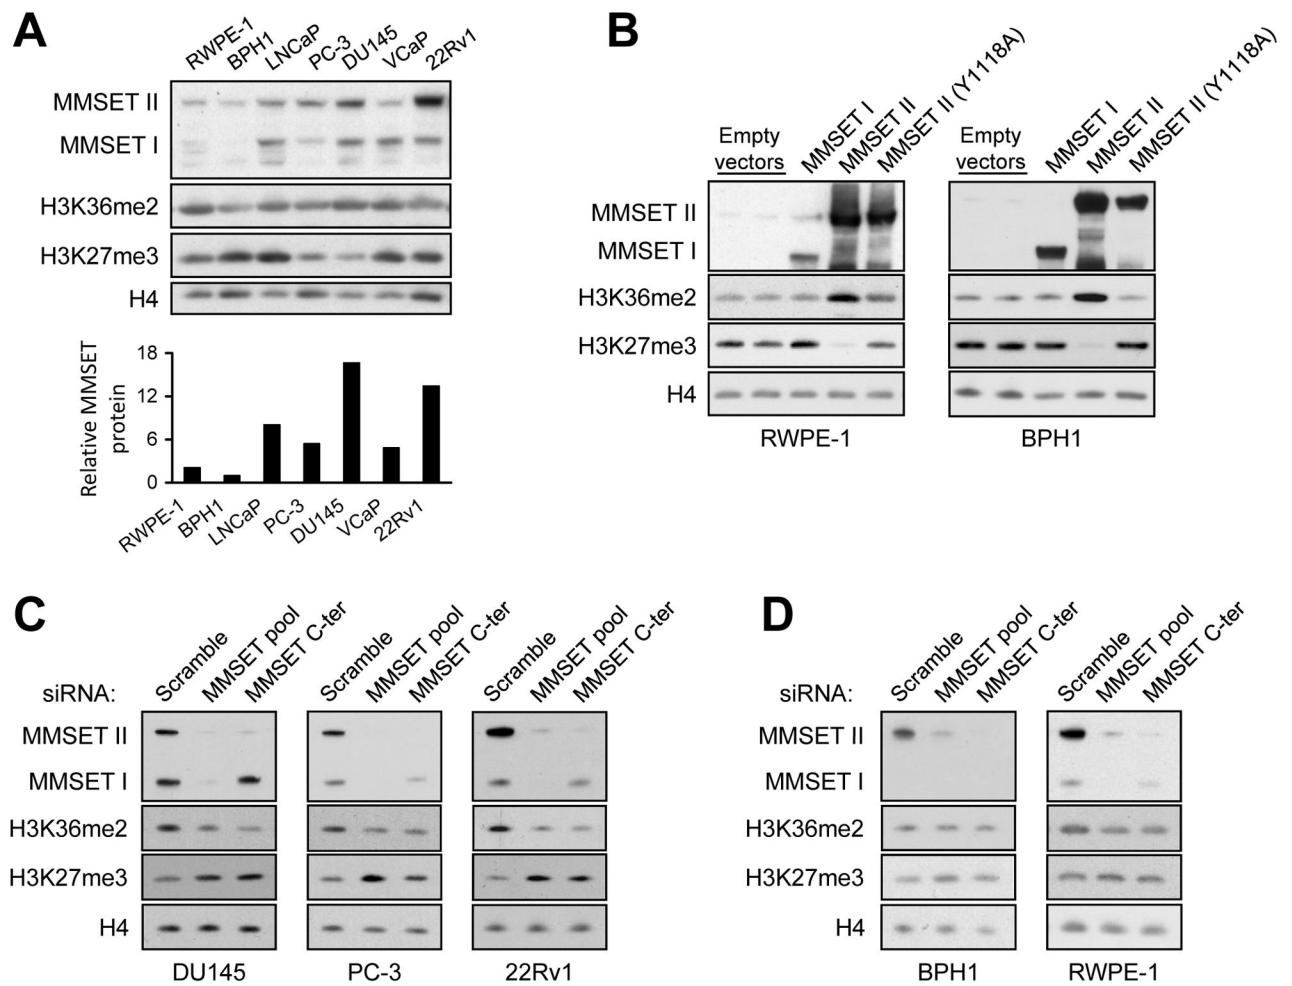 A
RWPE-1 BPH1 LNCaP PC-3 DU145 VCaP 22Rv1
MMSET II
MMSET I
H3K36me2
H3K27me3
H4
Relative MMSET
protein
18
12
6
0
RWPE-1 BPH1 LNCaP PC-3 DU145 VCaP 22Rv1
B
Empty
vectors
MMSET I
MMSET II
MMSET II (Y1118A)
Empty
vectors
MMSET I
MMSET II
MMSET II (Y1118A)
MMSET II
MMSET I
H3K36me2
H3K27me3
H4
RWPE-1
BPH1
C
siRNA:
Scramble
MMSET pool
MMSET C-ter
Scramble
MMSET pool
MMSET C-ter
Scramble
MMSET pool
MMSET C-ter
MMSET II
MMSET I
H3K36me2
H3K27me3
H4
DU145
PC-3
22Rv1
D
siRNA:
Scramble
MMSET pool
MMSET C-ter
Scramble
MMSET pool
MMSET C-ter
MMSET II
MMSET I
H3K36me2
H3K27me3
H4
BPH1
RWPE-1